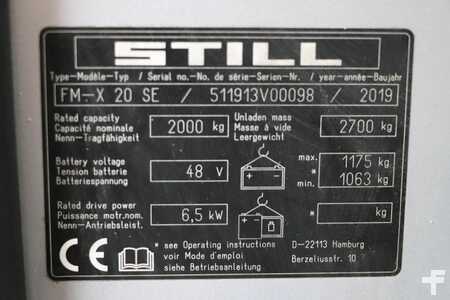 STILL
Type-Modèle-Typ / Serial no.-No. de série-Serien-Nr. / year-année-Baujahr
FM-X 20 SE / 511913V00098 / 2019
Rated capacity
Capacité nominale
Nenn-Tragfähigkeit
2000 kg
Unladen mass
Masse à vide
Leergewicht
2700 kg
Battery voltage
Tension batterie
Batteriespannung
48 V
max. 1175 kg
*
min. 1063 kg
Rated drive power
Puissance motr.nom.
Nenn-Antriebsleist.
6,5 kW
* kg
CE
* see Operating instructions
voir Mode d'emploi
siehe Betriebsanleitung
D-22113 Hamburg
Berzeliusstr. 10